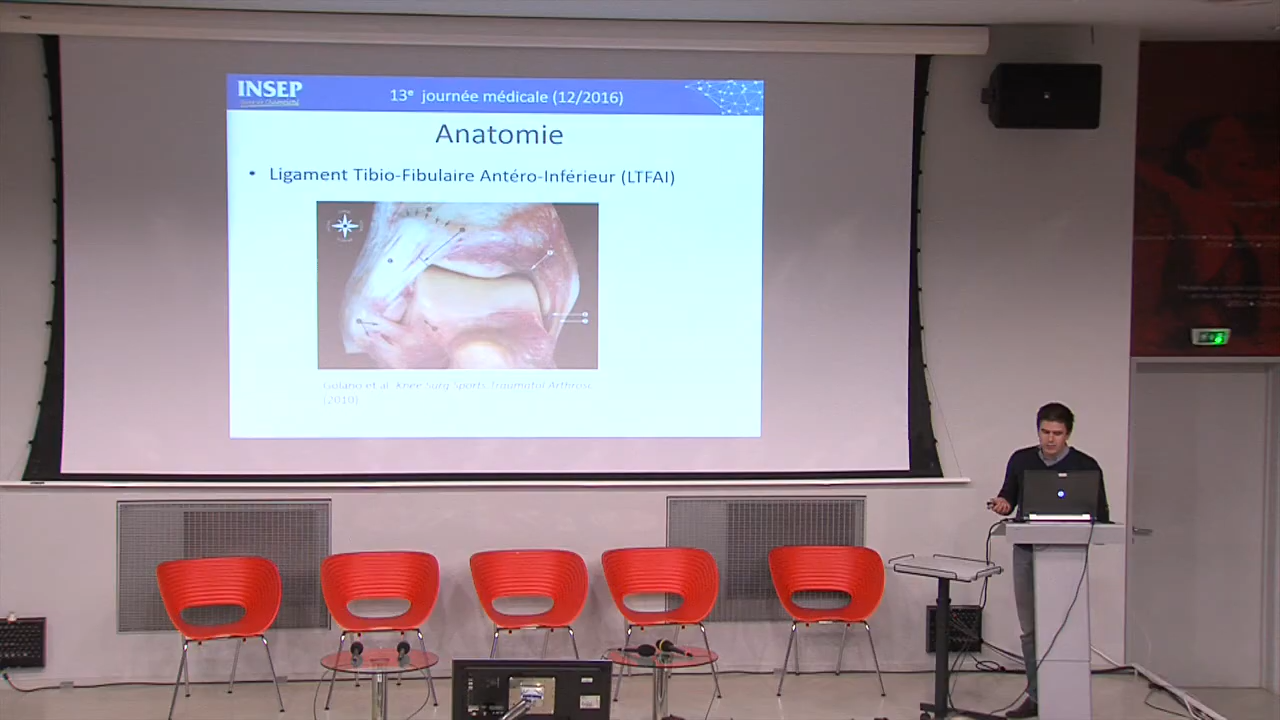 INSEP
13e journée médicale (12/2016)
Anatomie
• Ligament Tibio-Fibulaire Antéro-Inférieur (LTFAI)
Golano et al. Knee Surg Sports Traumatol Arthrosc
(2010)